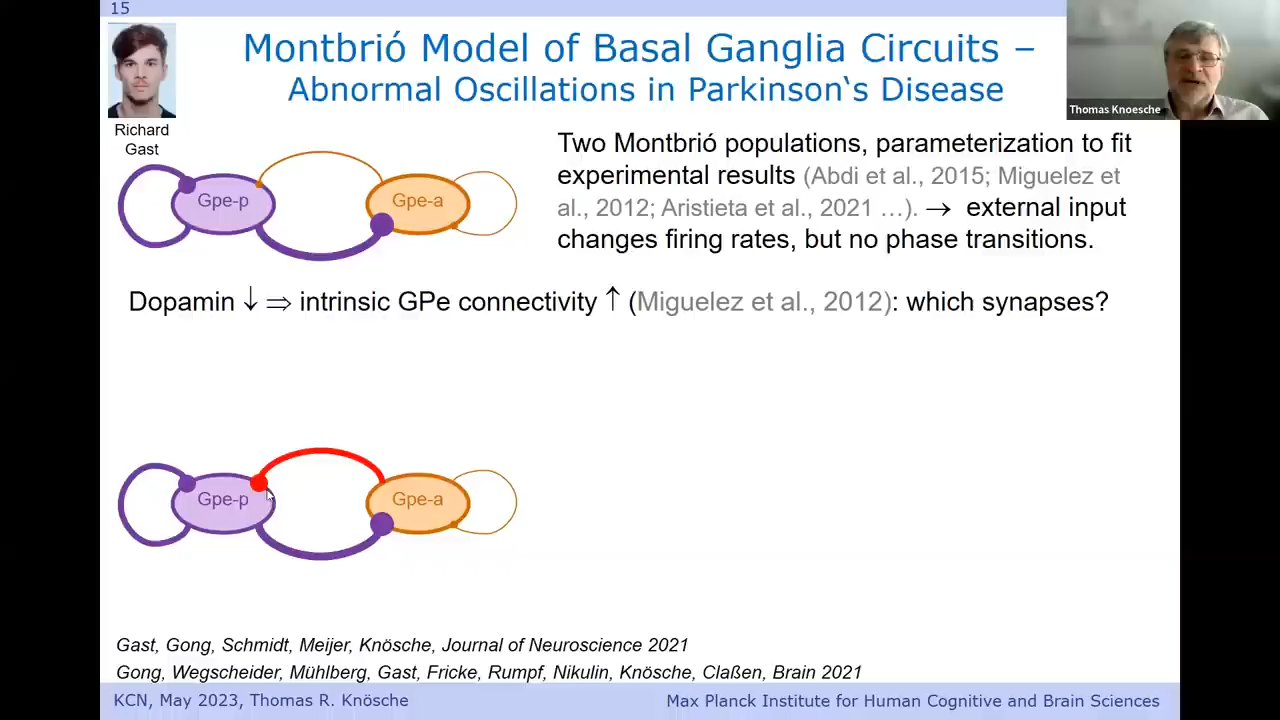 15
Montbrió Model of Basal Ganglia Circuits –
Abnormal Oscillations in Parkinson‘s Disease
Thomas Knoesche
Richard
Gast
Two Montbrió populations, parameterization to fit
experimental results (Abdi et al., 2015; Miguelez et
al., 2012; Aristieta et al., 2021 …). → external input
changes firing rates, but no phase transitions.
Gpe-p
Gpe-a
Dopamin ↓ ⇒ intrinsic GPe connectivity ↑ (Miguelez et al., 2012): which synapses?
Gpe-p
Gpe-a
Gast, Gong, Schmidt, Meijer, Knösche, Journal of Neuroscience 2021
Gong, Wegscheider, Mühlberg, Gast, Fricke, Rumpf, Nikulin, Knösche, Claßen, Brain 2021
KCN, May 2023, Thomas R. Knösche
Max Planck Institute for Human Cognitive and Brain Sciences